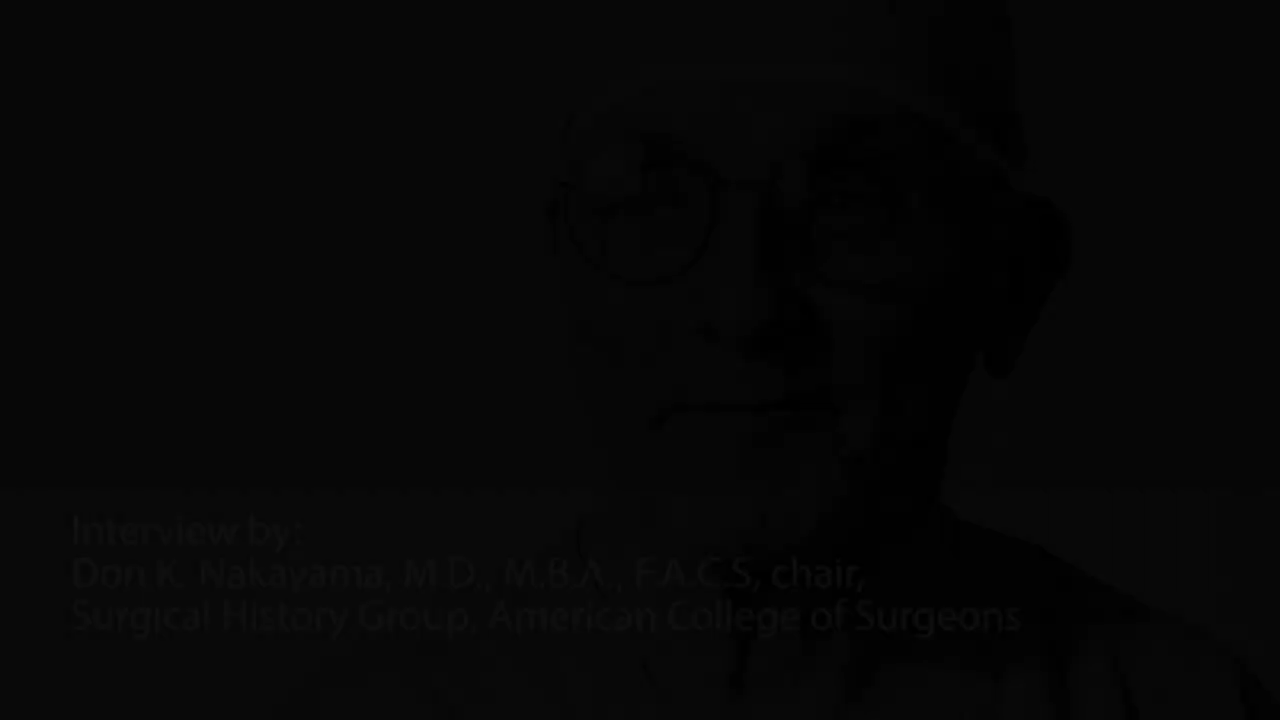 Interview by:
Don K. Nakayama, M.D., M.B.A., F.A.C.S, chair,
Surgical History Group, American College of Surgeons